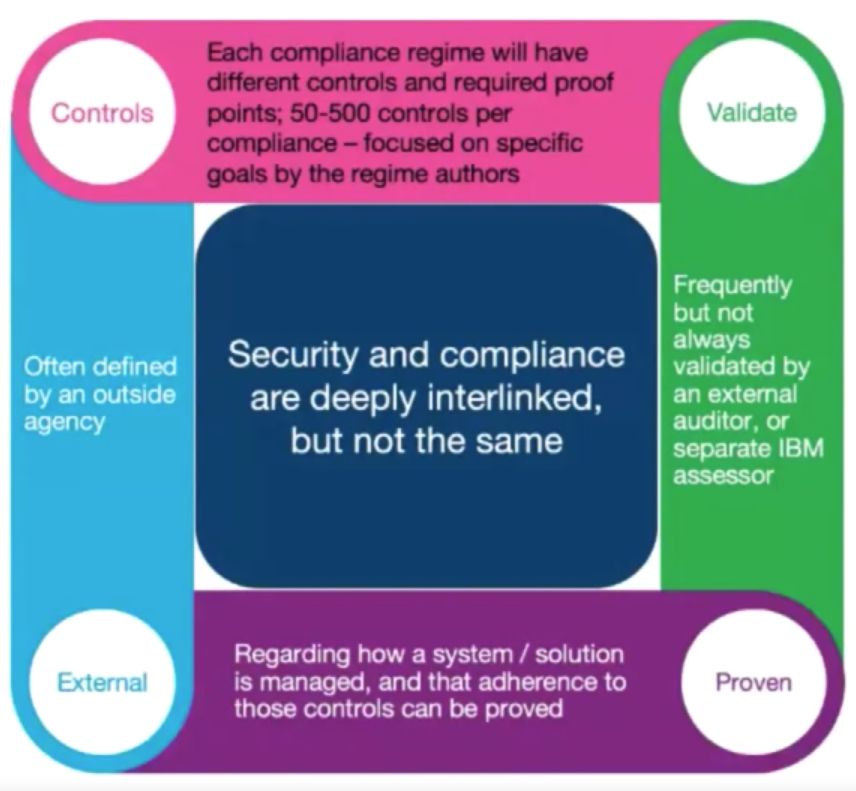 Controls
Each compliance regime will have
different controls and required proof
points; 50-500 controls per
compliance – focused on specific
goals by the regime authors
Validate
Frequently
but not
always
validated by
an external
auditor, or
separate IBM
assessor
Often defined
by an outside
agency
Security and compliance
are deeply interlinked,
but not the same
External
Regarding how a system / solution
is managed, and that adherence to
those controls can be proved
Proven